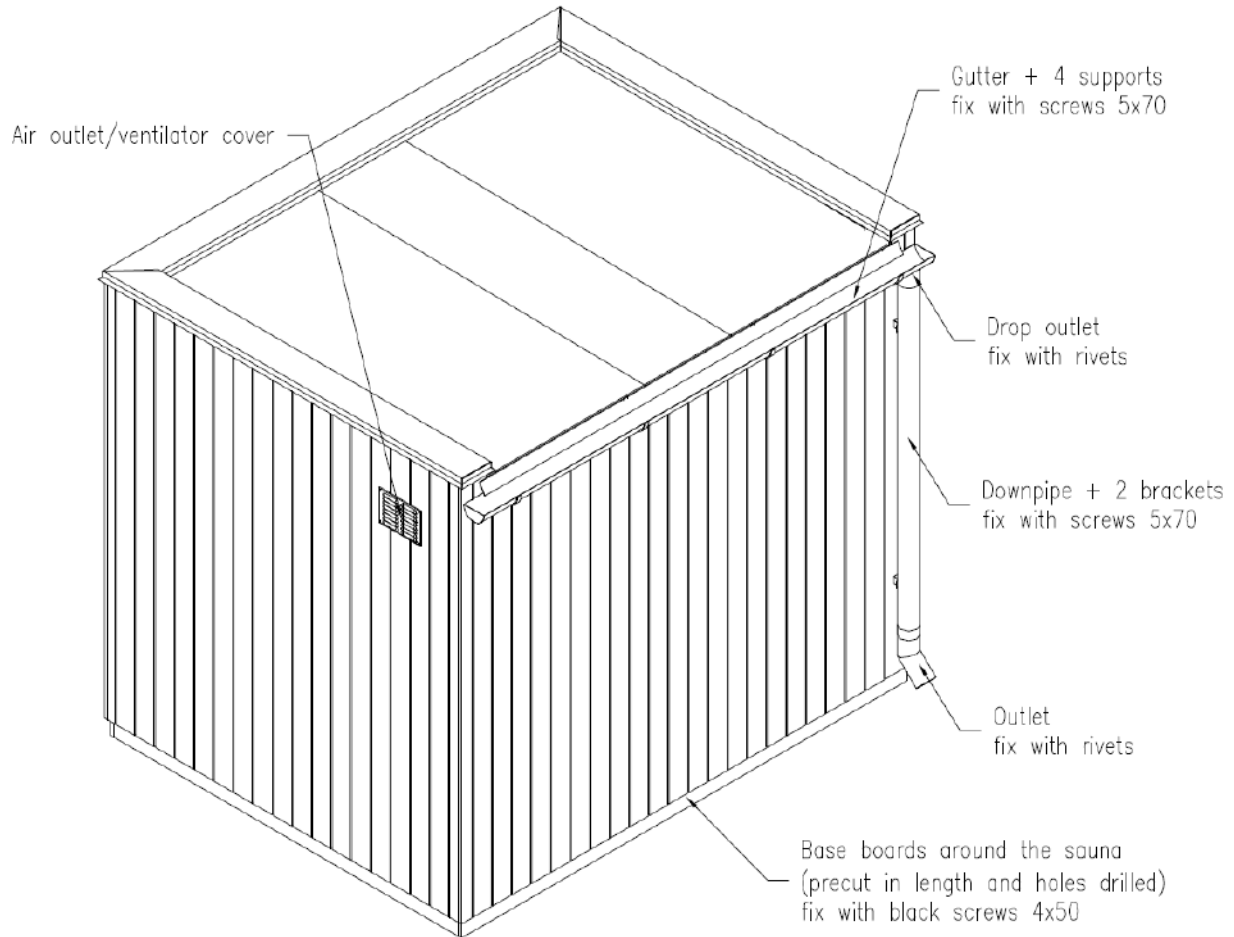 Gutter + 4 supports
fix with screws 5x70
Air outlet/ventilator cover
Drop outlet
fix with rivets
Downpipe + 2 brackets
fix with screws 5x70
Outlet
fix with rivets
Base boards around the sauna
(precut in length and holes drilled)
fix with black screws 4x50